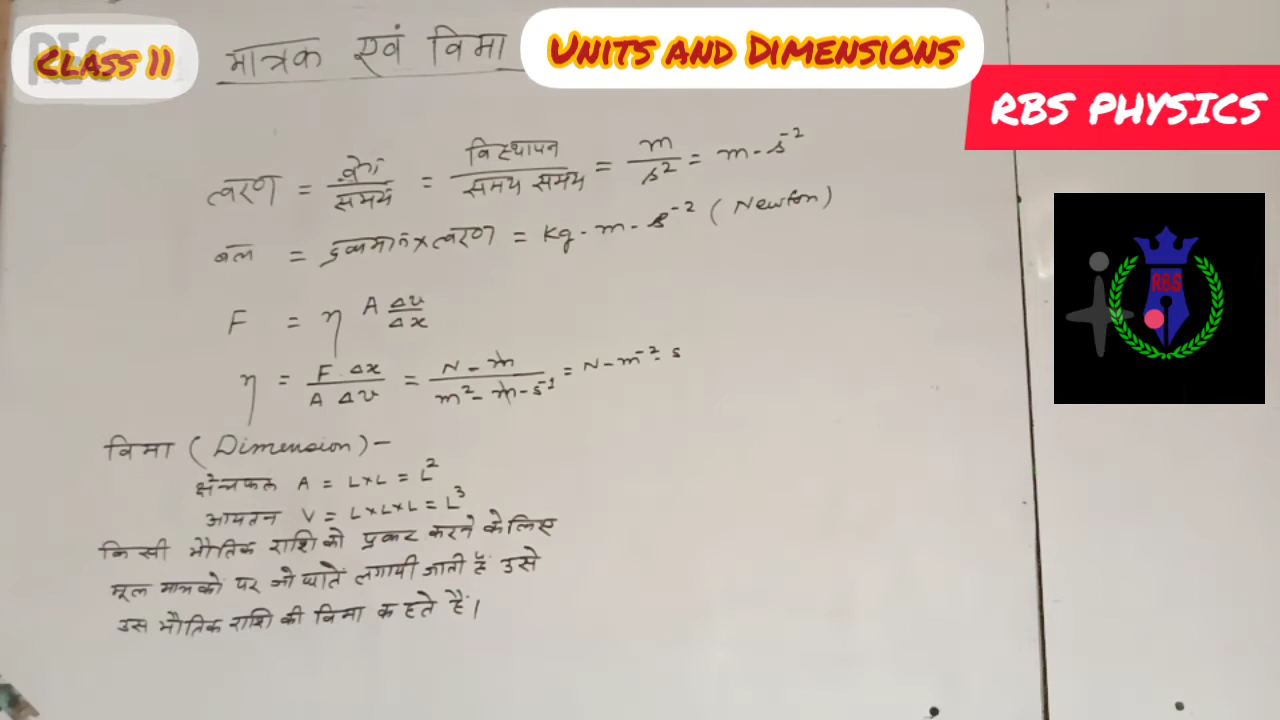 CLASS 11
मात्रक एवं विमा
UNITS AND DIMENSIONS
RBS PHYSICS
त्वरण = वेग/समय = विस्थापन/समय समय = m/s² = m - s⁻²
बल = द्रव्यमान × त्वरण = Kg - m - s⁻² (Newton)
F = η A Δv/Δx
η = F. Δx/A Δv = N - m/m² - m - s⁻¹ = N - m⁻² - s
RBS
विमा (Dimension) -
क्षेत्रफल A = L×L = L²
आयतन V = L×L×L = L³
किसी भौतिक राशि को प्रकट करने के लिए
मूल मात्रकों पर जो घातें लगायी जाती हैं उसे
उस भौतिक राशि की विमा कहते हैं।